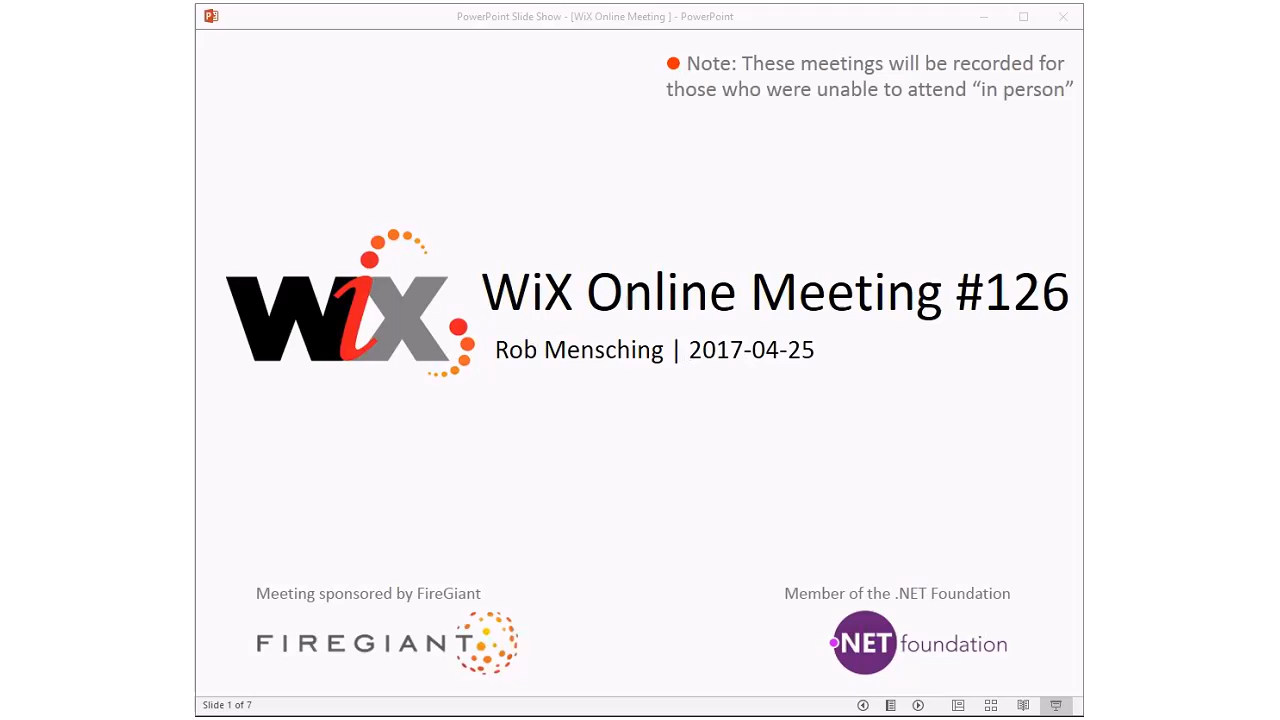 PowerPoint Slide Show - [WiX Online Meeting ] - PowerPoint
Note: These meetings will be recorded for
those who were unable to attend “in person”
WiX
WiX Online Meeting #126
Rob Mensching | 2017-04-25
Meeting sponsored by FireGiant
Member of the .NET Foundation
FIREGIANT
.NET foundation
Slide 1 of 7